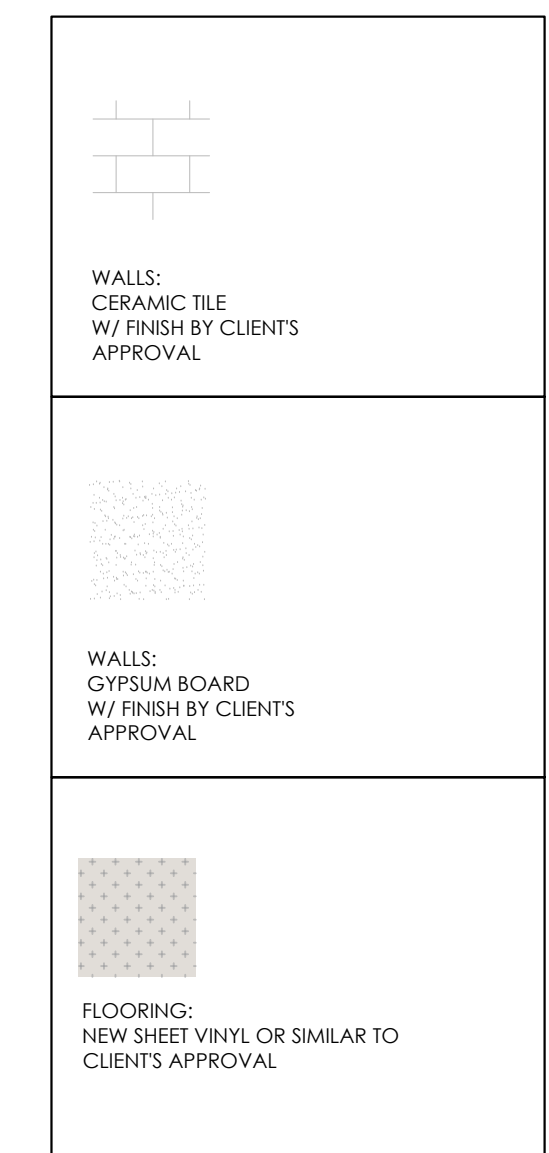 WALLS:
CERAMIC TILE
W/ FINISH BY CLIENT'S
APPROVAL
WALLS:
GYPSUM BOARD
W/ FINISH BY CLIENT'S
APPROVAL
FLOORING:
NEW SHEET VINYL OR SIMILAR TO
CLIENT'S APPROVAL